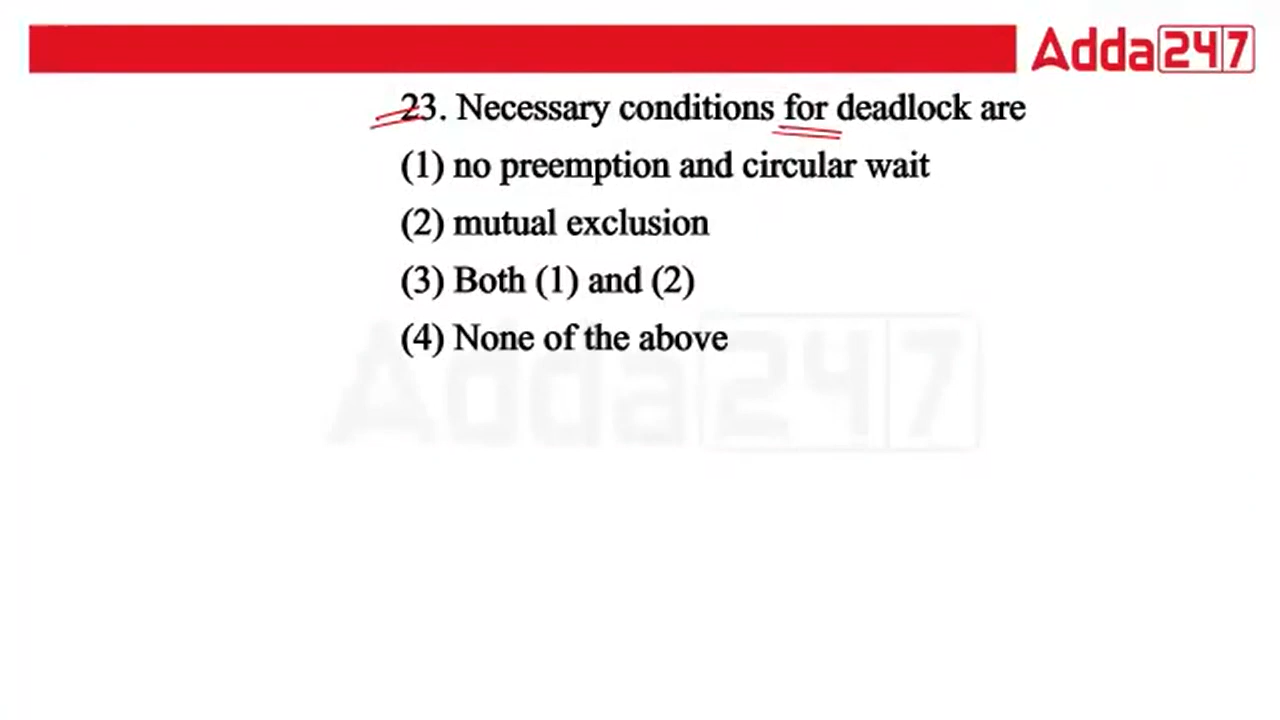 Adda247
23. Necessary conditions for deadlock are
(1) no preemption and circular wait
(2) mutual exclusion
(3) Both (1) and (2)
(4) None of the above
Adda247